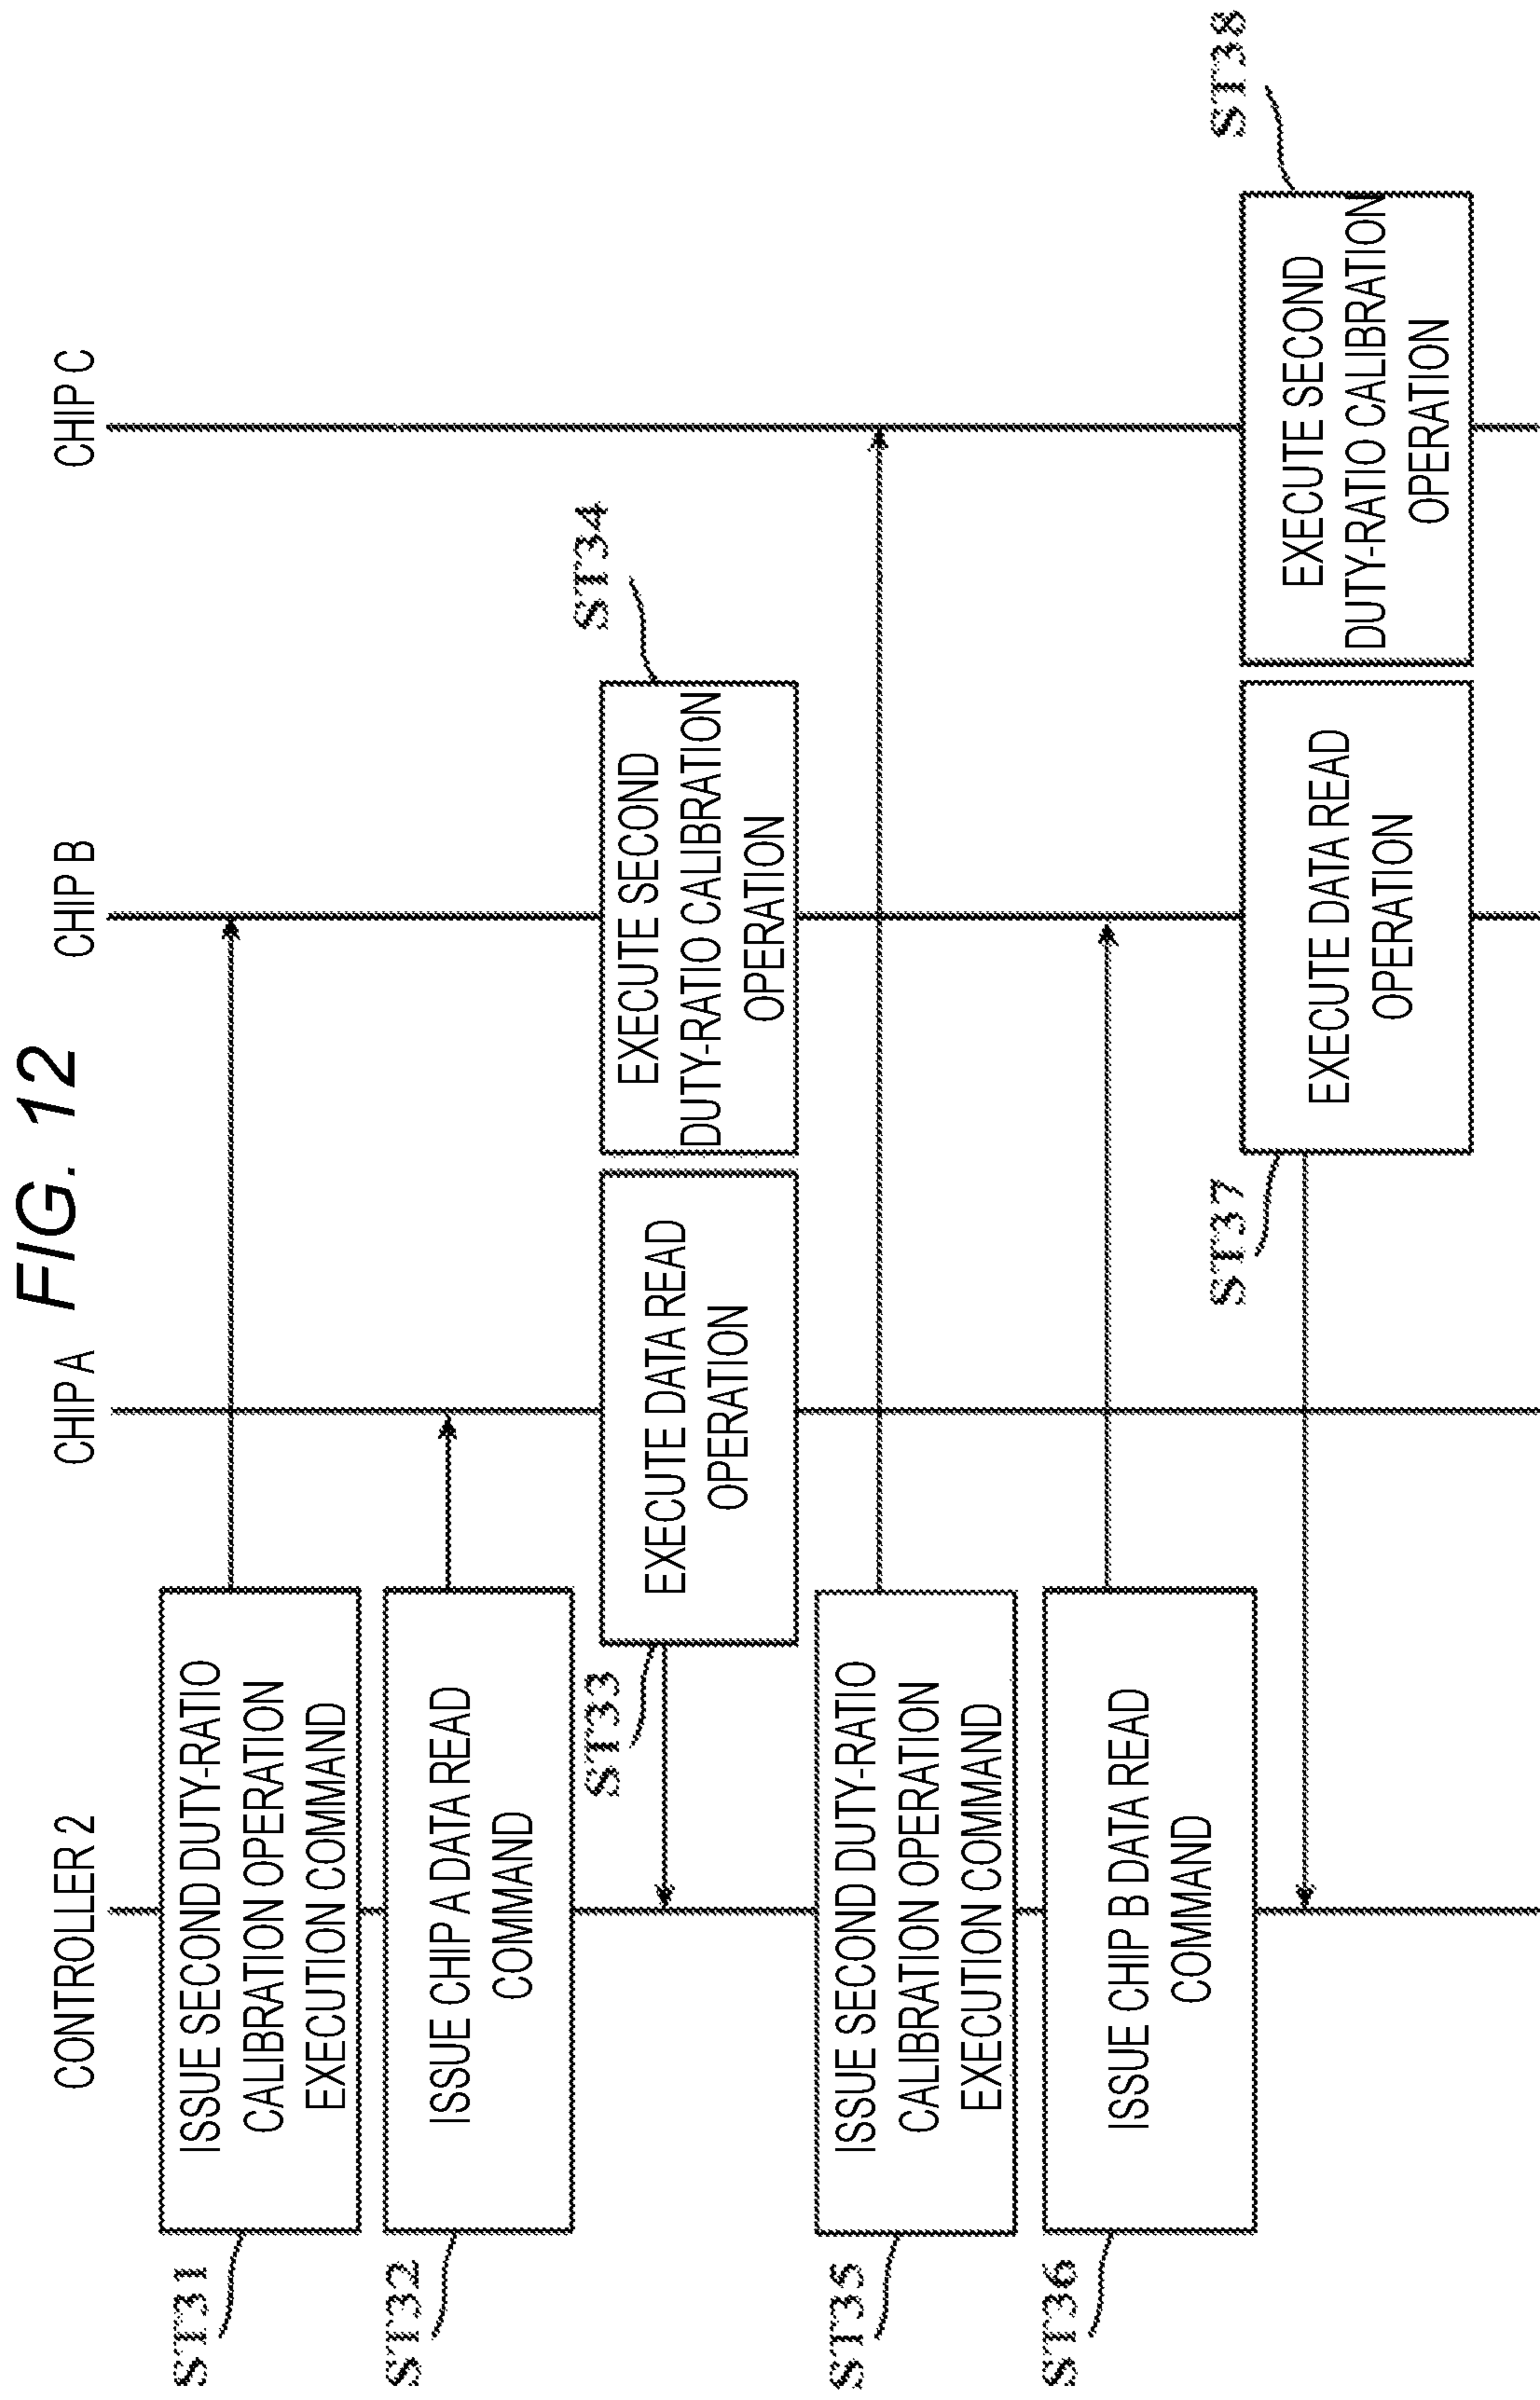 FIG. 12
CONTROLLER 2
CHIP A
CHIP B
CHIP C
ST31
ISSUE SECOND DUTY-RATIO
CALIBRATION OPERATION
EXECUTION COMMAND
ST32
ISSUE CHIP A DATA READ
COMMAND
ST33
EXECUTE DATA READ
OPERATION
ST34
EXECUTE SECOND
DUTY-RATIO CALIBRATION
OPERATION
ST35
ISSUE SECOND DUTY-RATIO
CALIBRATION OPERATION
EXECUTION COMMAND
ST36
ISSUE CHIP B DATA READ
COMMAND
ST37
EXECUTE DATA READ
OPERATION
ST38
EXECUTE SECOND
DUTY-RATIO CALIBRATION
OPERATION